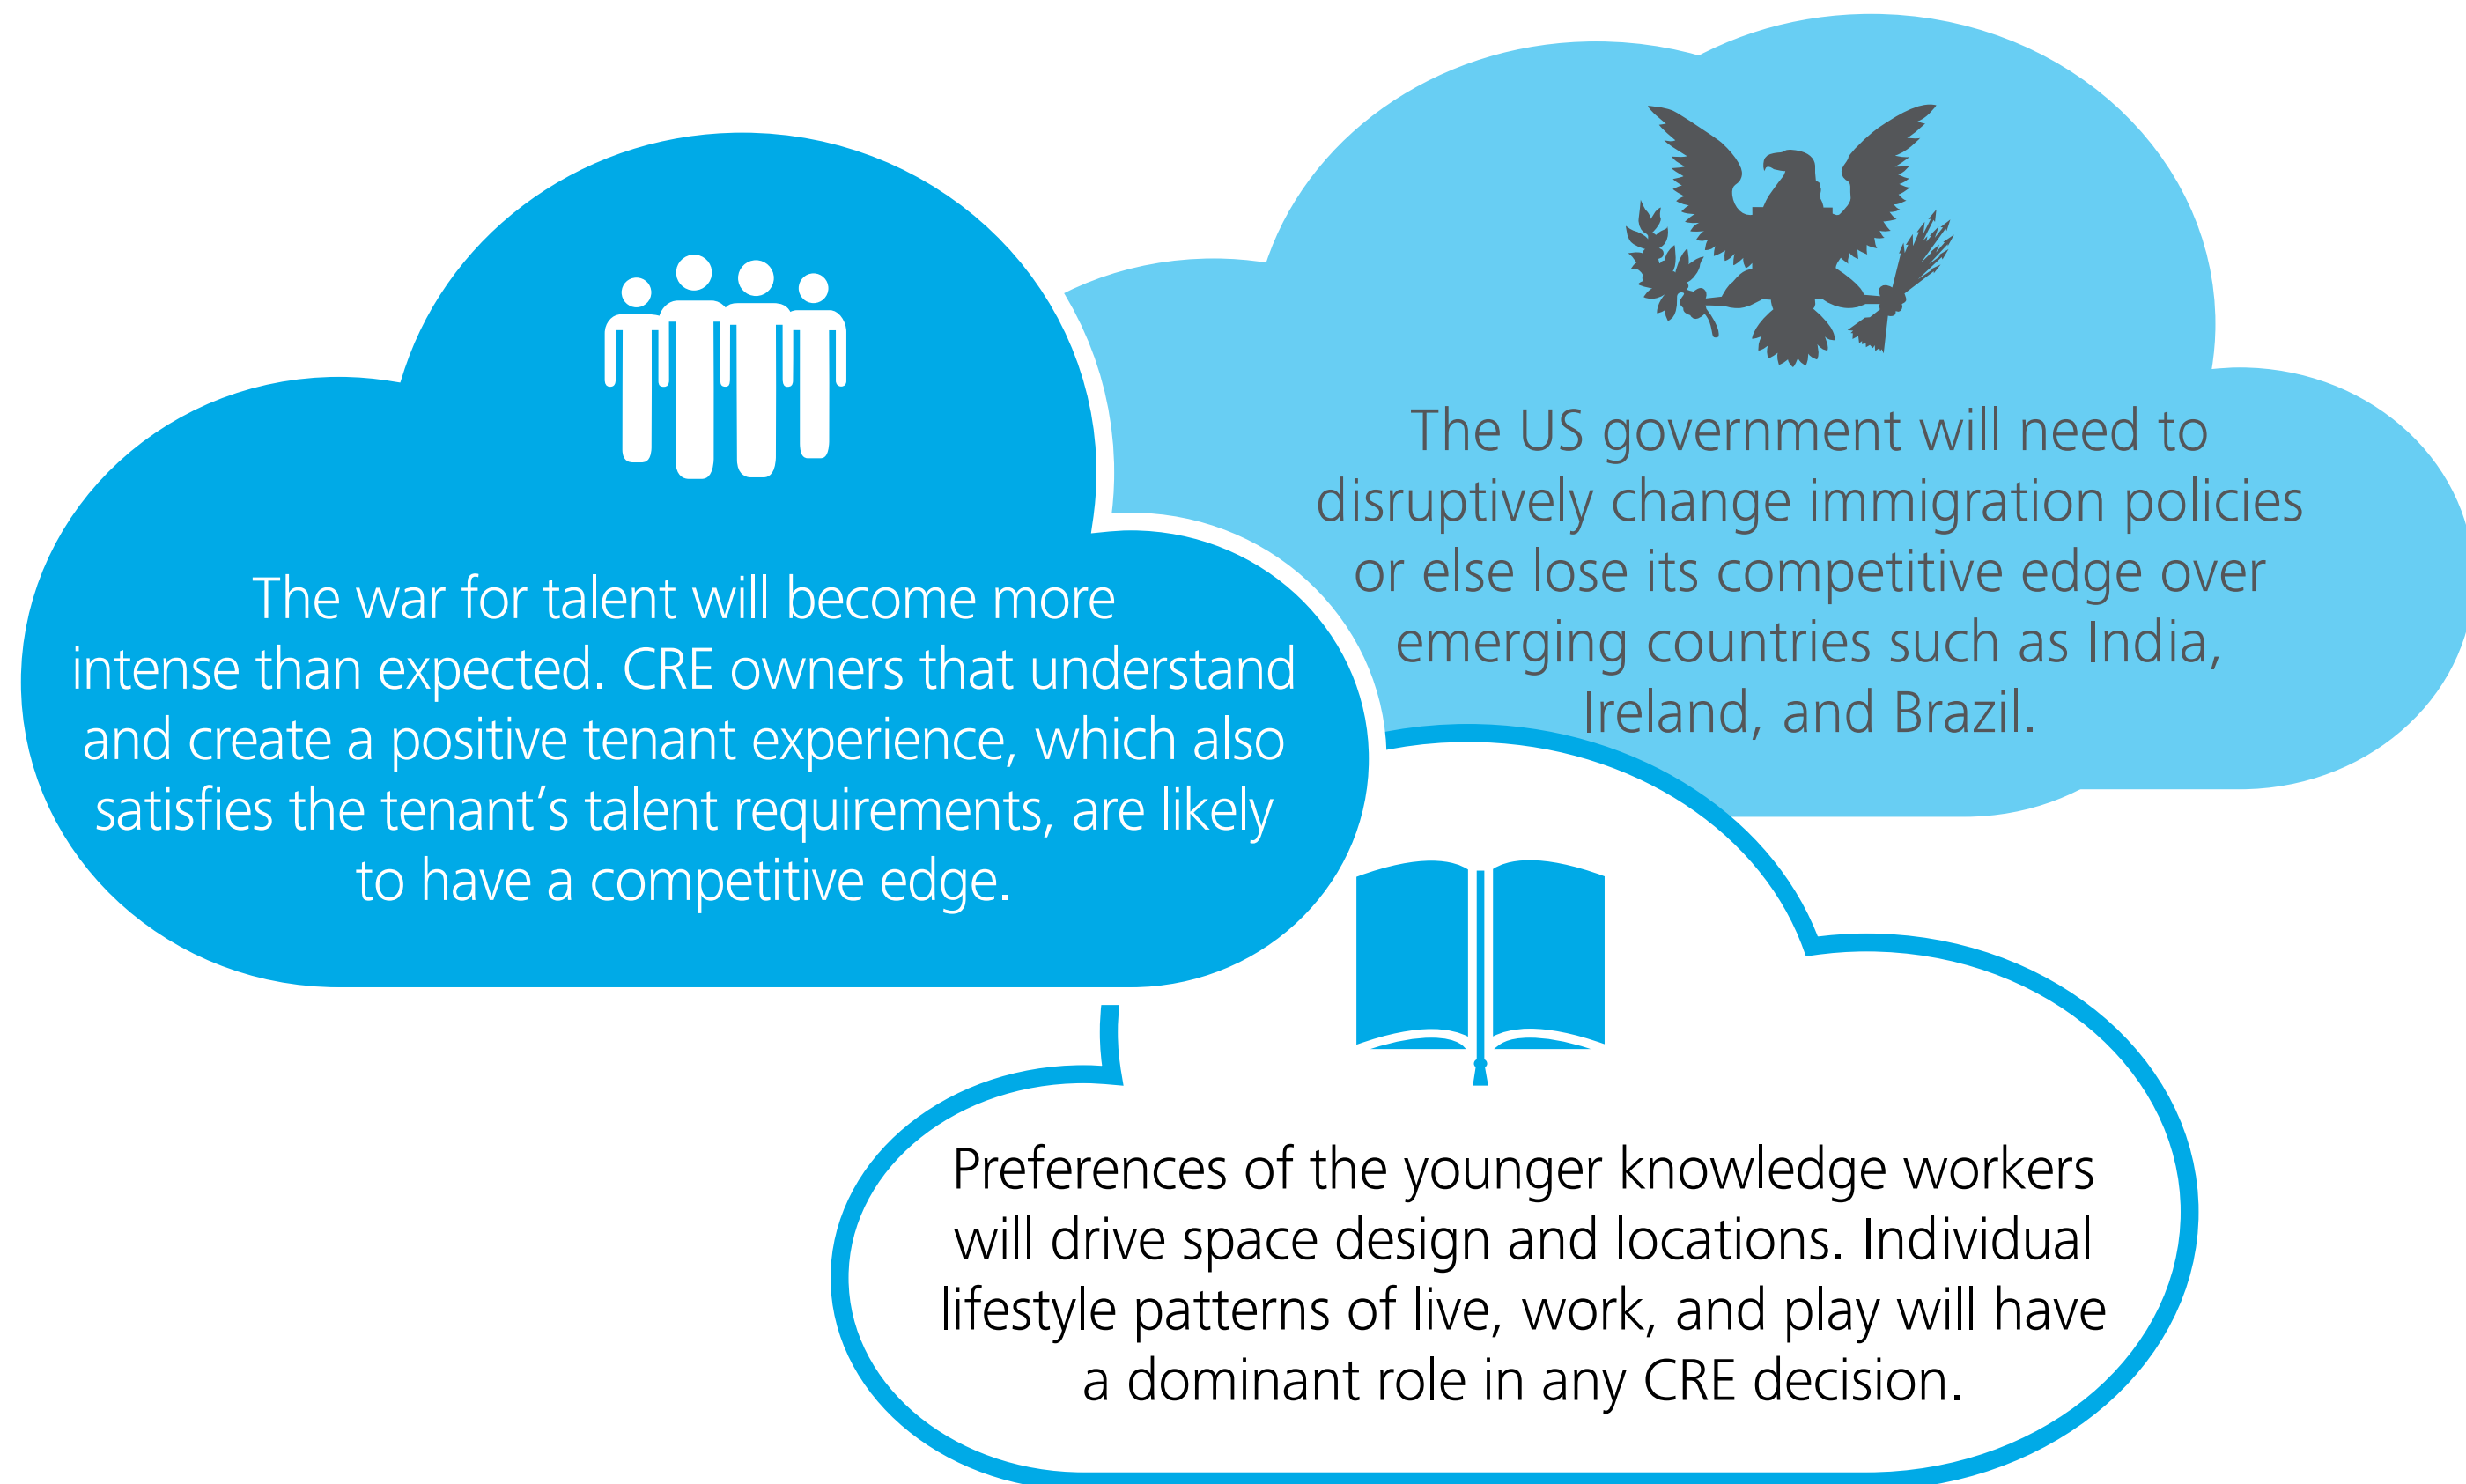 The war for talent will become more
intense than expected. CRE owners that understand
and create a positive tenant experience, which also
satisfies the tenant’s talent requirements, are likely
to have a competitive edge.
The US government will need to
disruptively change immigration policies
or else lose its competitive edge over
emerging countries such as India,
Ireland, and Brazil.
Preferences of the younger knowledge workers
will drive space design and locations. Individual
lifestyle patterns of live, work, and play will have
a dominant role in any CRE decision.